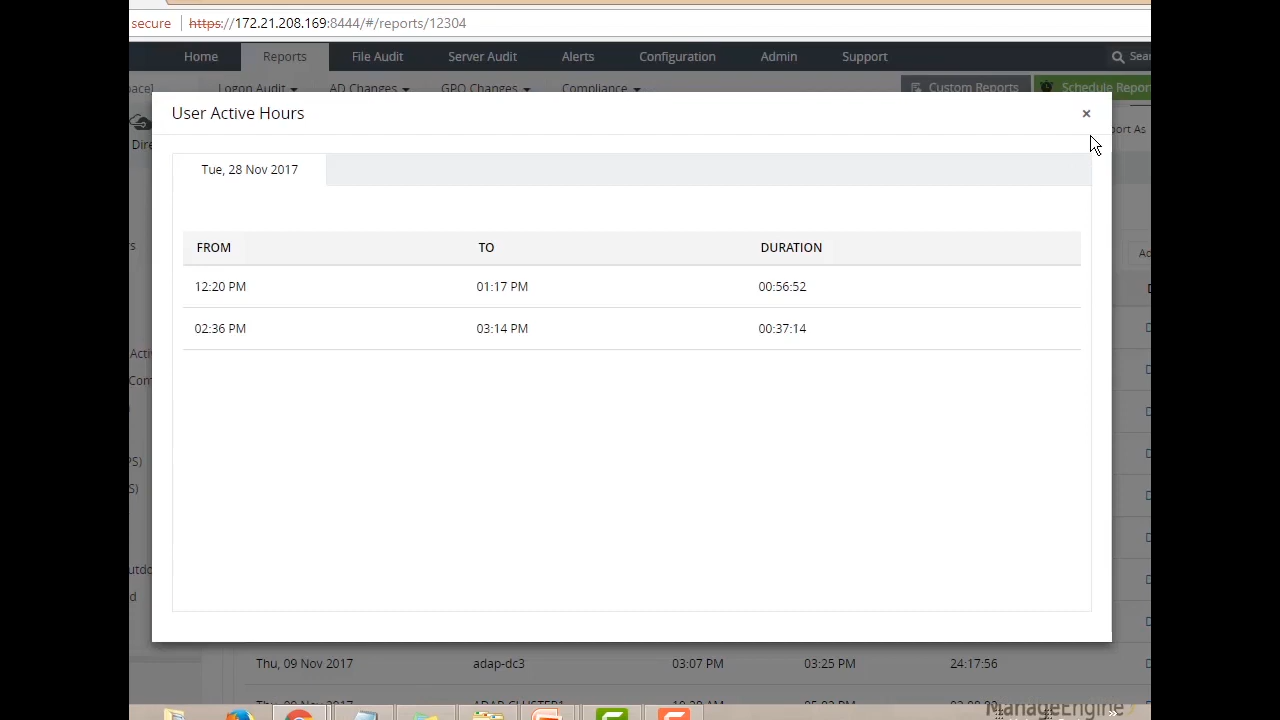 secure https://172.21.208.169:8444/#/reports/12304
Home Reports File Audit Server Audit Alerts Configuration Admin Support Sear
Logon Audit AD Changes GPO Changes Compliance Custom Reports Schedule Repor
User Active Hours ×
Dire
Tue, 28 Nov 2017
FROM TO DURATION
12:20 PM 01:17 PM 00:56:52
02:36 PM 03:14 PM 00:37:14
Thu, 09 Nov 2017 adap-dc3 03:07 PM 03:25 PM 24:17:56
ManageEngine